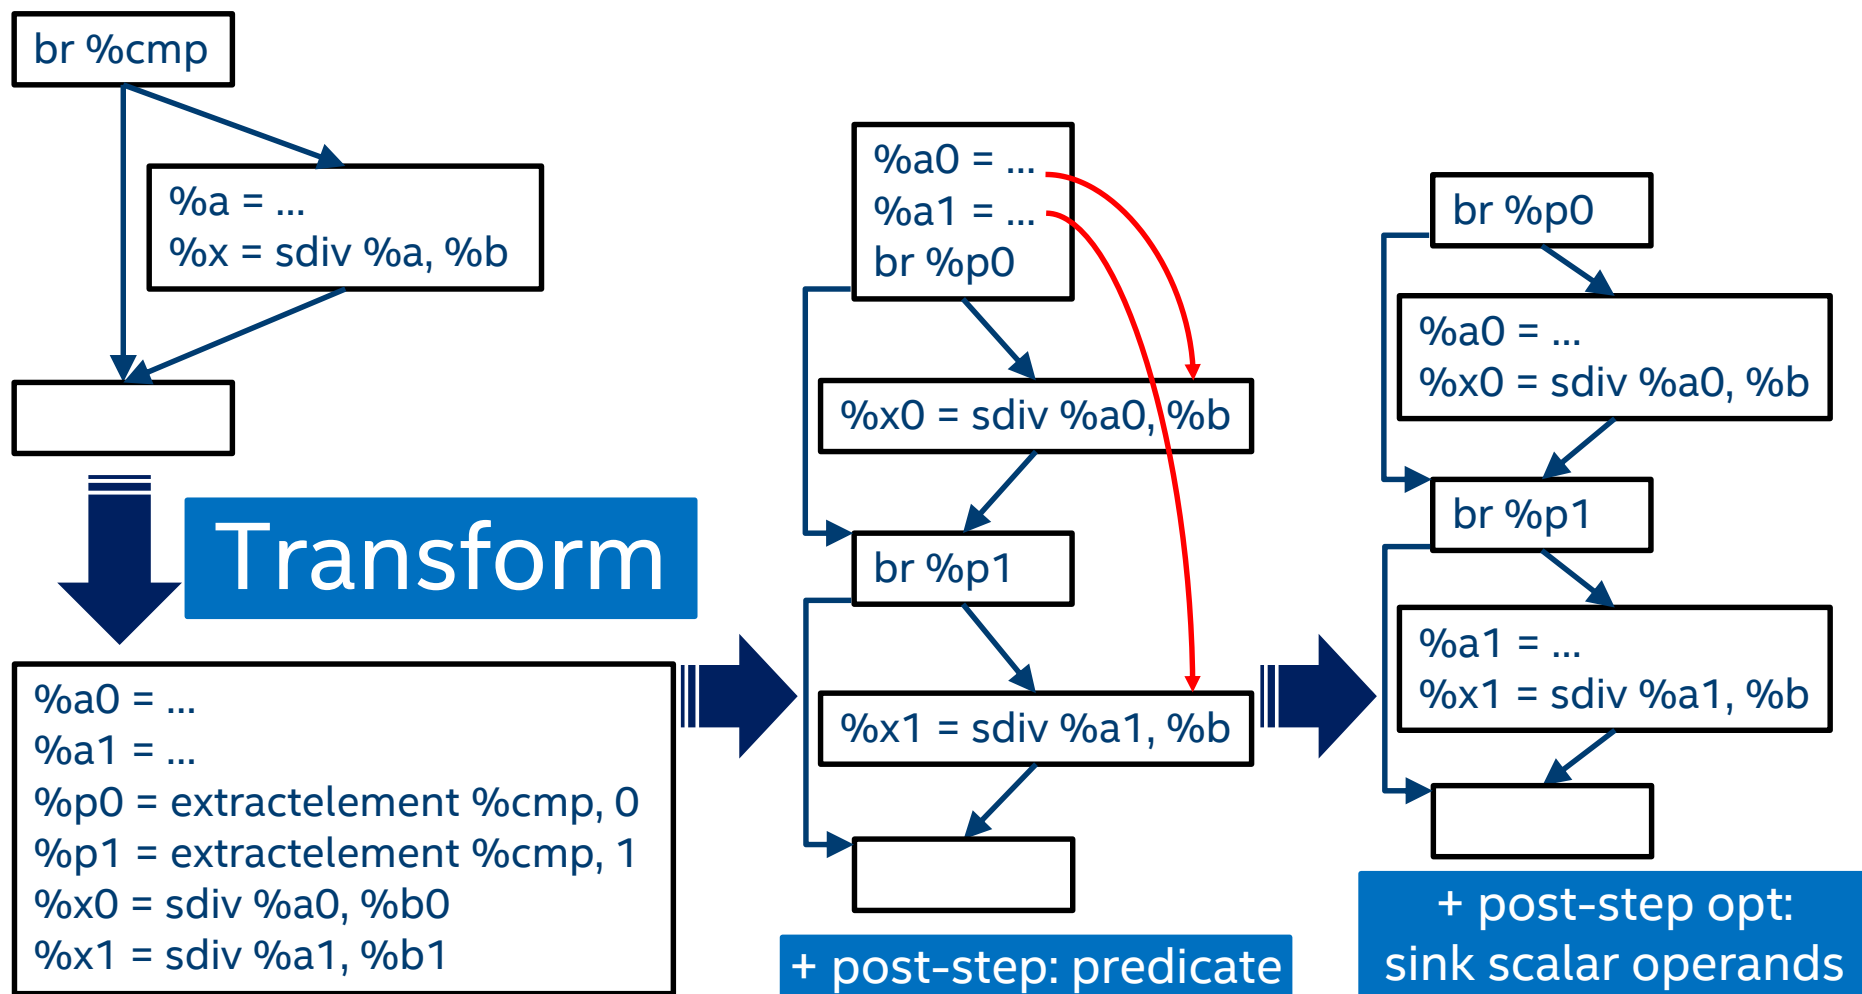 br %cmp
%a = ...
%x = sdiv %a, %b
Transform
%a0 = ...
%a1 = ...
%p0 = extractelement %cmp, 0
%p1 = extractelement %cmp, 1
%x0 = sdiv %a0, %b0
%x1 = sdiv %a1, %b1
%a0 = ...
%a1 = ...
br %p0
%x0 = sdiv %a0, %b
br %p1
%x1 = sdiv %a1, %b
+ post-step: predicate
br %p0
%a0 = ...
%x0 = sdiv %a0, %b
br %p1
%a1 = ...
%x1 = sdiv %a1, %b
+ post-step opt:
sink scalar operands